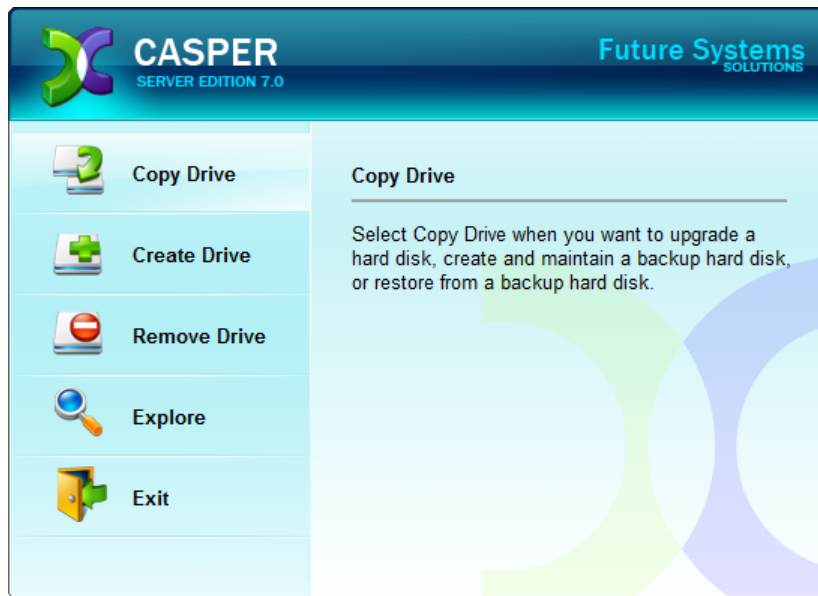 CASPER
SERVER EDITION 7.0
Future Systems
SOLUTIONS
Copy Drive
Create Drive
Remove Drive
Explore
Exit
Copy Drive
Select Copy Drive when you want to upgrade a
hard disk, create and maintain a backup hard disk,
or restore from a backup hard disk.